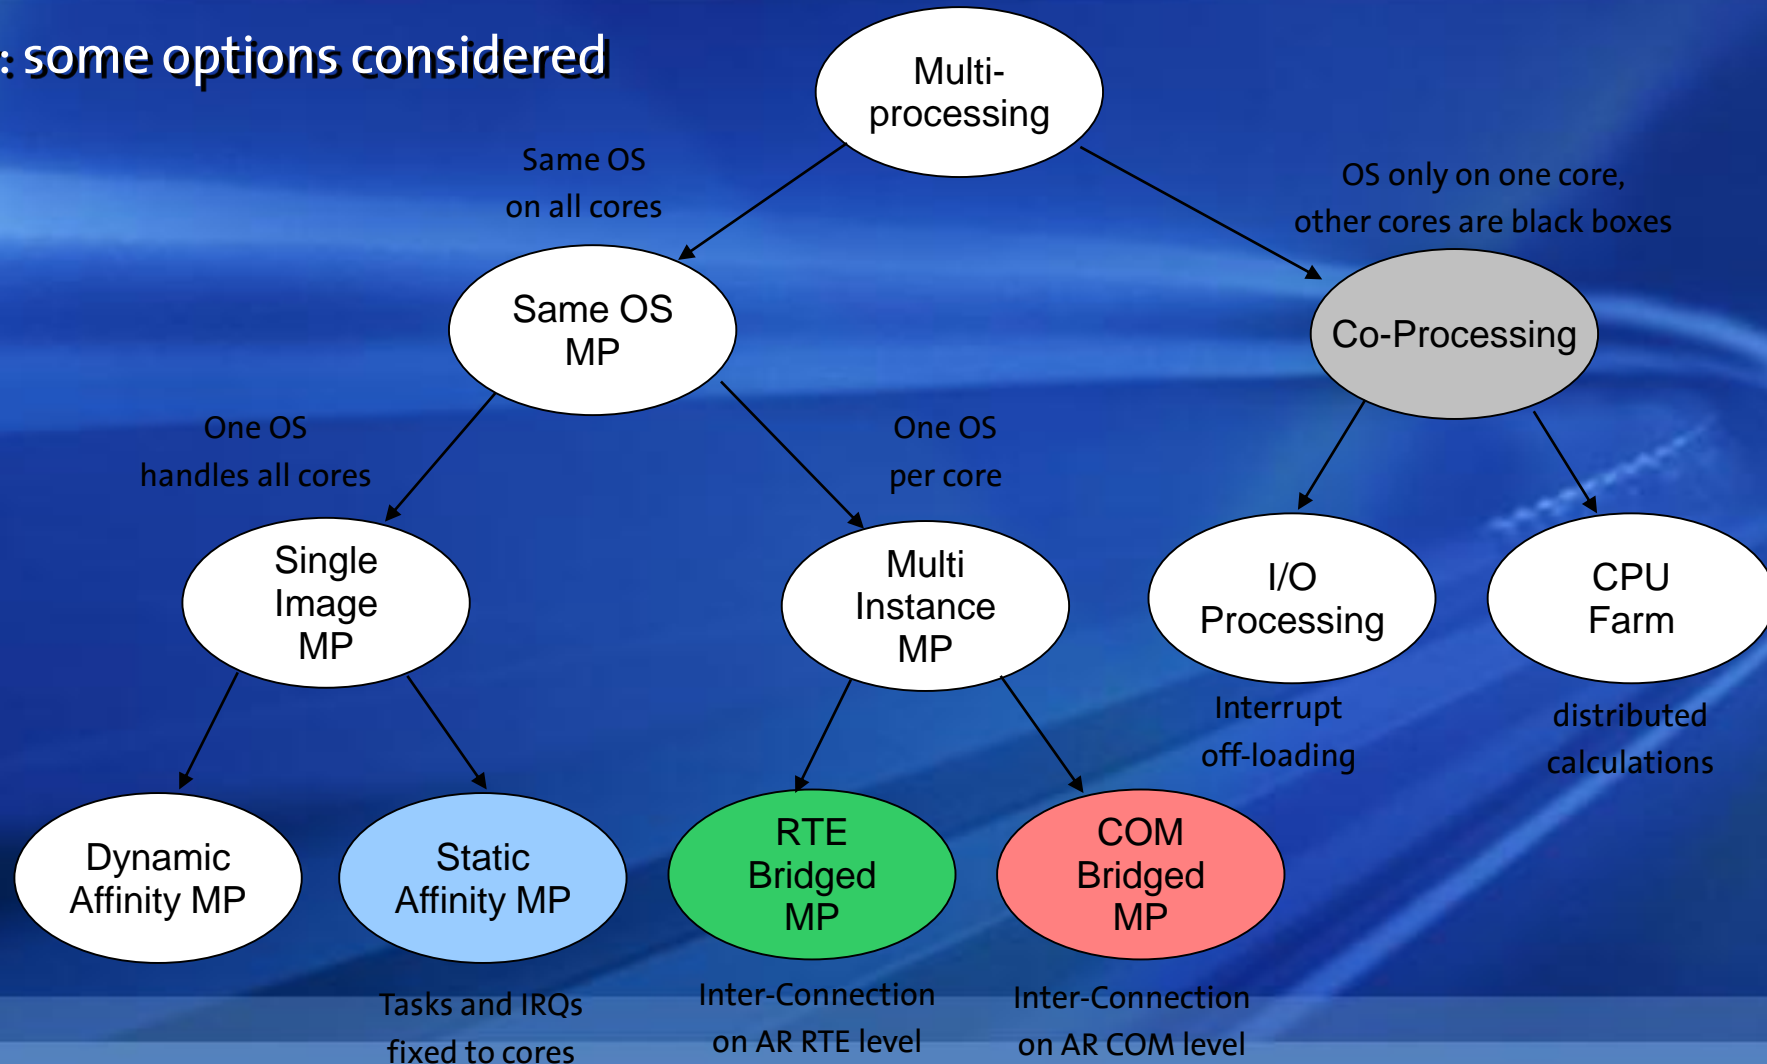 : some options considered
Multi-
processing
Same OS
on all cores
OS only on one core,
other cores are black boxes
Same OS
MP
Co-Processing
One OS
handles all cores
One OS
per core
Single
Image
MP
Multi
Instance
MP
I/O
Processing
CPU
Farm
Interrupt
off-loading
distributed
calculations
Dynamic
Affinity MP
Static
Affinity MP
RTE
Bridged
MP
COM
Bridged
MP
Tasks and IRQs
fixed to cores
Inter-Connection
on AR RTE level
Inter-Connection
on AR COM level